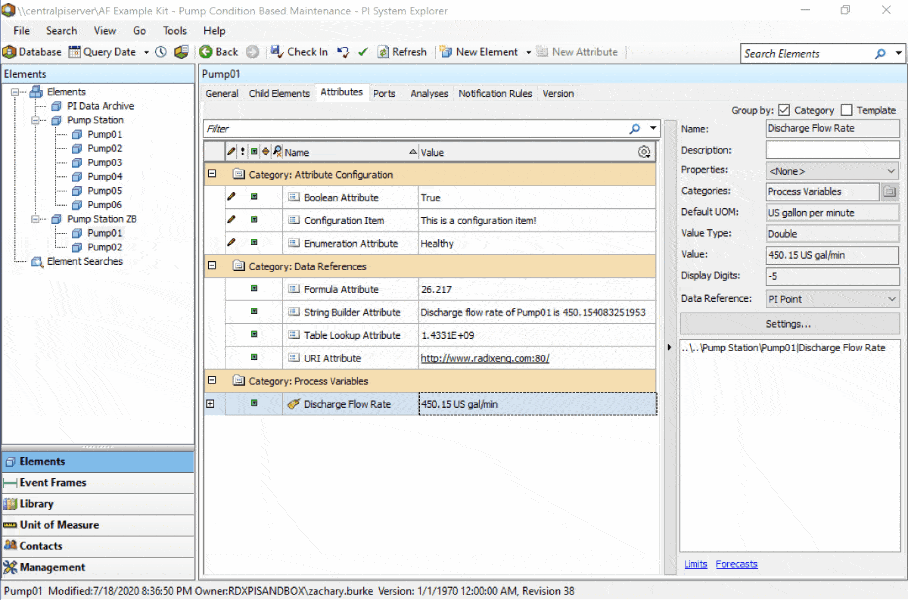 \\centralpiserver\AF Example Kit - Pump Condition Based Maintenance - PI System Explorer
File Search View Go Tools Help
Database Query Date Back Check In Refresh New Element New Attribute
Search Elements
Elements
Elements
PI Data Archive
Pump Station
Pump01
Pump02
Pump03
Pump04
Pump05
Pump06
Pump Station ZB
Pump01
Pump02
Element Searches
Elements
Event Frames
Library
Unit of Measure
Contacts
Management
Pump01
General Child Elements Attributes Ports Analyses Notification Rules Version
Filter
Name Value
Category: Attribute Configuration
Boolean Attribute True
Configuration Item This is a configuration item!
Enumeration Attribute Healthy
Category: Data References
Formula Attribute 26.217
String Builder Attribute Discharge flow rate of Pump01 is 450.154083251953
Table Lookup Attribute 1.4331E+09
URI Attribute http://www.radixeng.com:80/
Category: Process Variables
Discharge Flow Rate 450.15 US gal/min
Group by: Category Template
Name: Discharge Flow Rate
Description:
Properties: <None>
Categories: Process Variables
Default UOM: US gallon per minute
Value Type: Double
Value: 450.15 US gal/min
Display Digits: -5
Data Reference: PI Point
Settings...
..\..\Pump Station\Pump01|Discharge Flow Rate
Limits Forecasts
Pump01 Modified:7/18/2020 8:36:50 PM Owner:RDXPISANDBOX\zachary.burke Version: 1/1/1970 12:00:00 AM, Revision 38